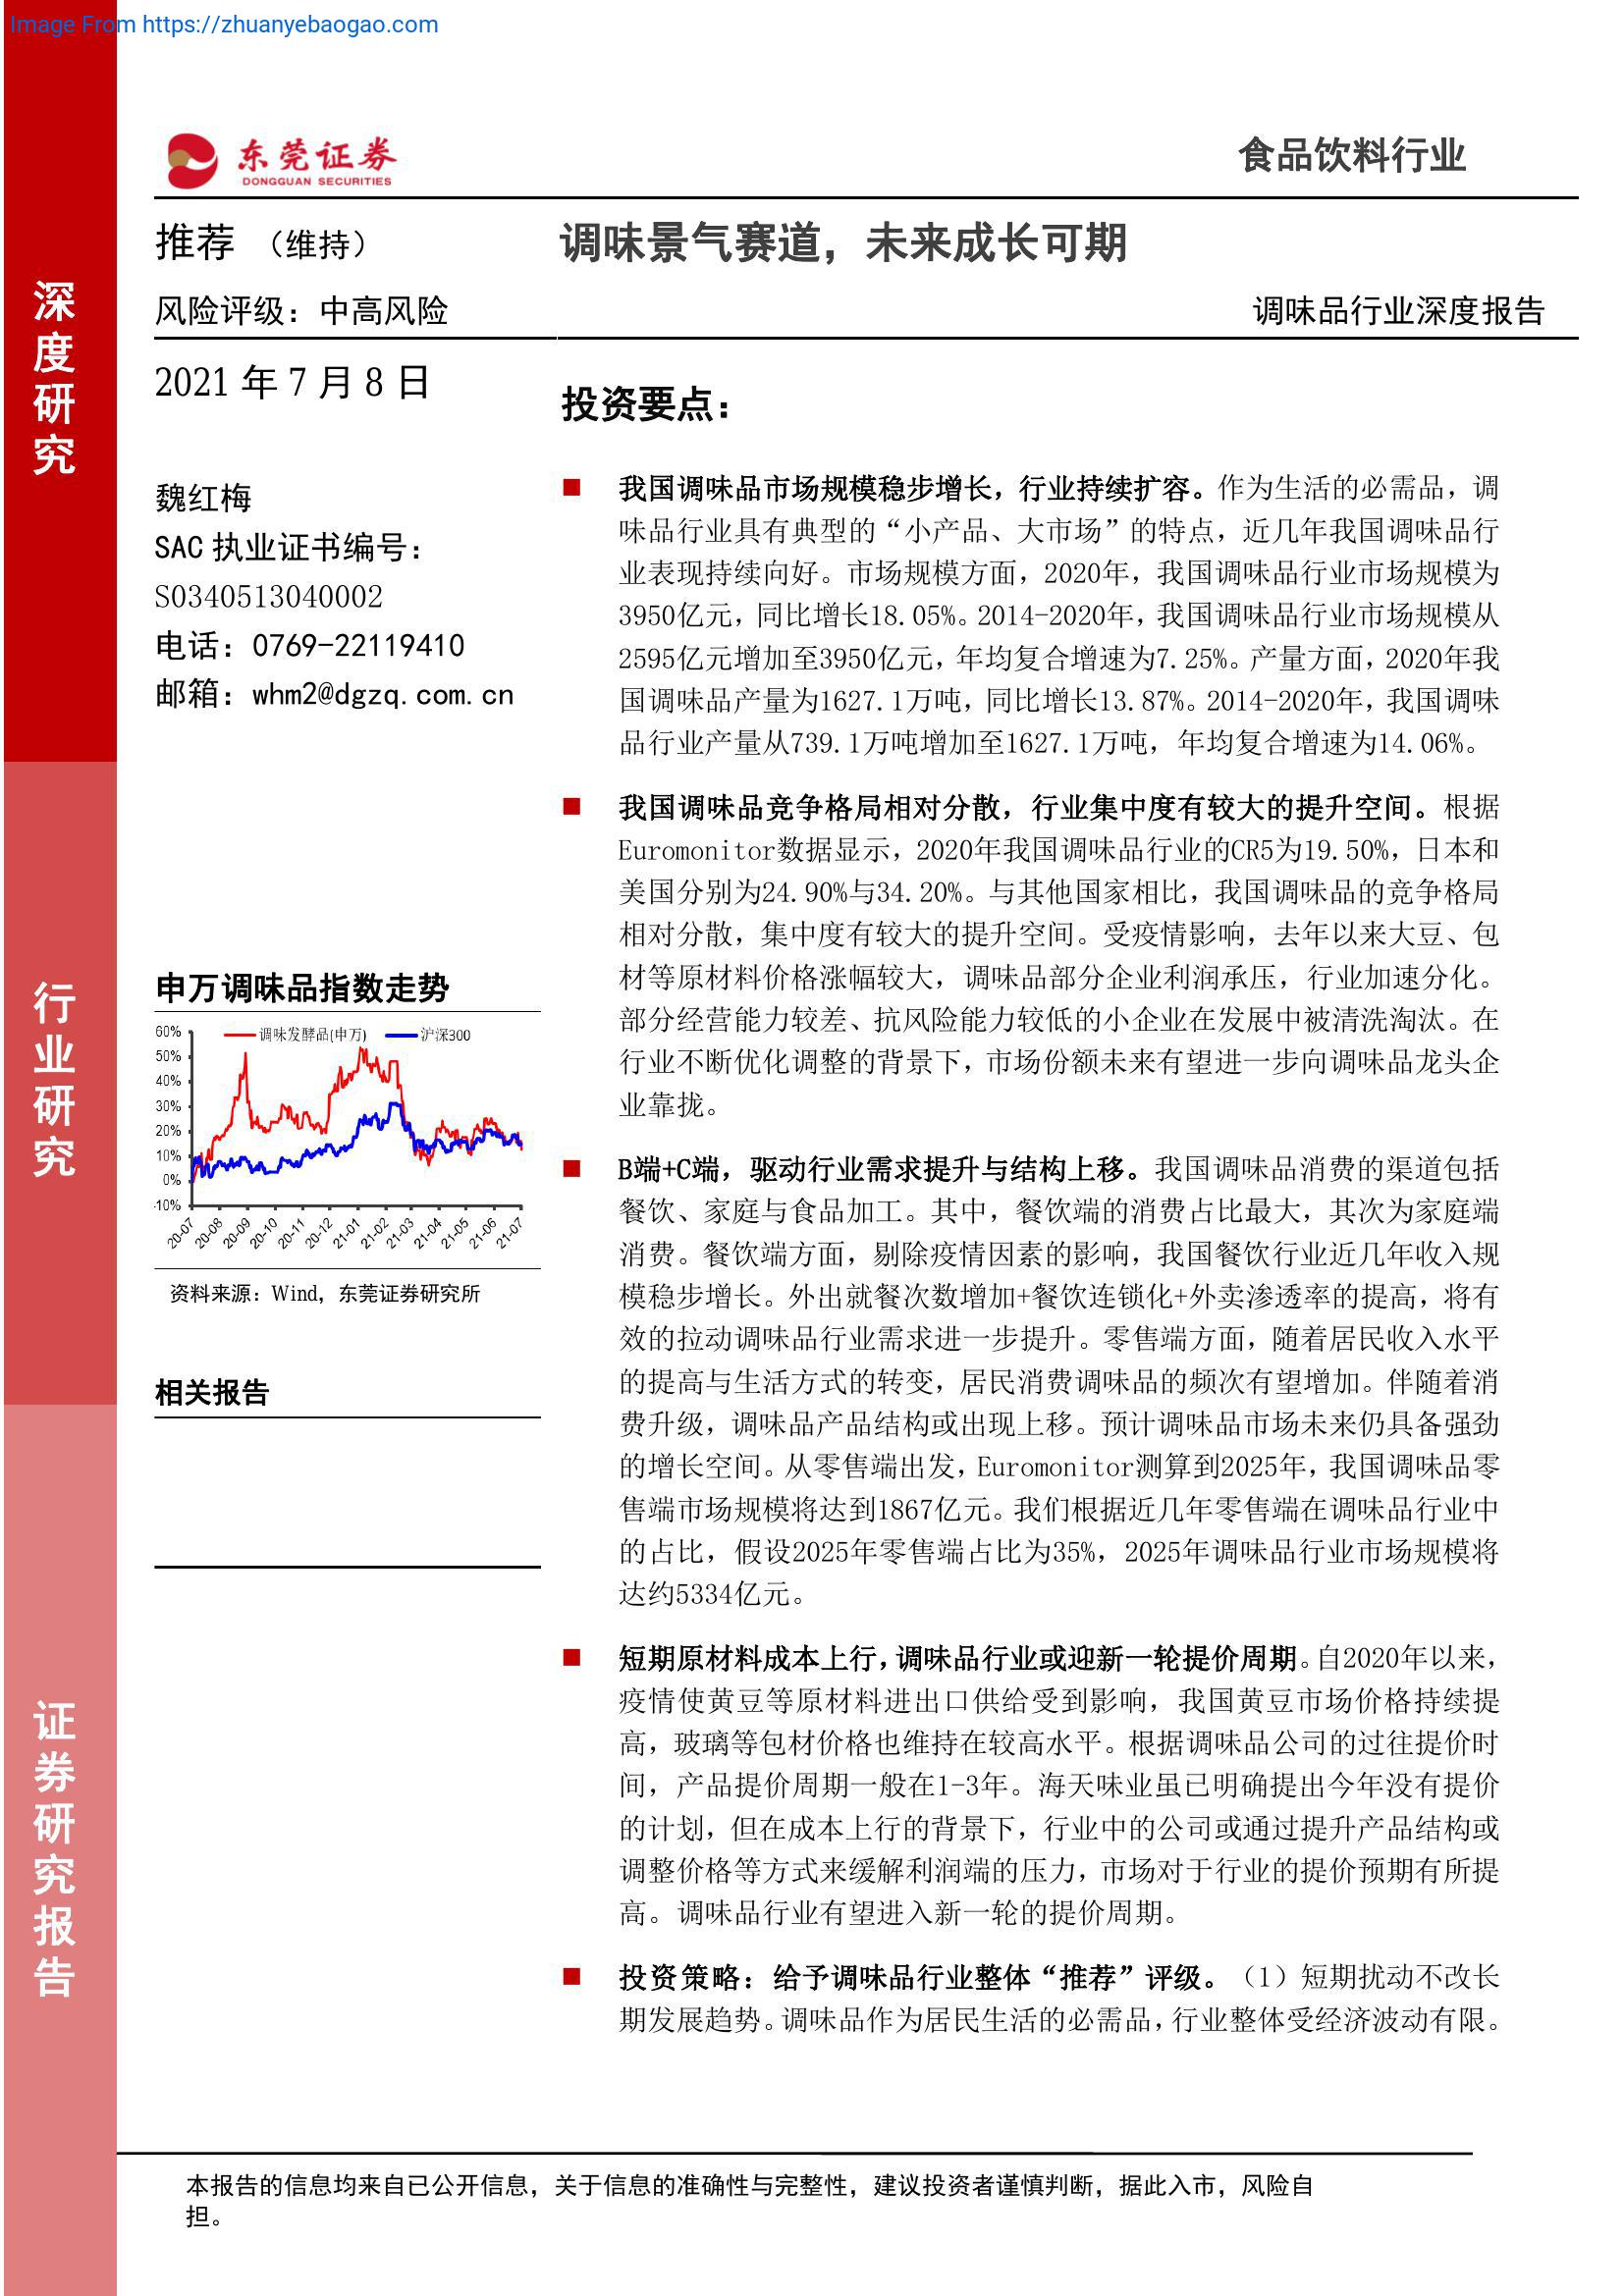 Image From https://zhuanyebaogao.com
东莞证券
DONGGUAN SECURITIES
食品饮料行业
推荐 （维持）
调味景气赛道，未来成长可期
风险评级：中高风险
调味品行业深度报告
深度研究
行业研究
证券研究报告
2021 年 7 月 8 日
魏红梅
SAC 执业证书编号：
S0340513040002
电话：0769-22119410
邮箱：whm2@dgzq.com.cn
申万调味品指数走势
调味发酵品(申万)
沪深300
60%
50%
40%
30%
20%
10%
0%
-10%
20-07
20-08
20-09
20-10
20-11
20-12
21-01
21-02
21-03
21-04
21-05
21-06
21-07
资料来源：Wind，东莞证券研究所
相关报告
投资要点：
我国调味品市场规模稳步增长，行业持续扩容。作为生活的必需品，调
味品行业具有典型的“小产品、大市场”的特点，近几年我国调味品行
业表现持续向好。市场规模方面，2020年，我国调味品行业市场规模为
3950亿元，同比增长18.05%。2014-2020年，我国调味品行业市场规模从
2595亿元增加至3950亿元，年均复合增速为7.25%。产量方面，2020年我
国调味品产量为1627.1万吨，同比增长13.87%。2014-2020年，我国调味
品行业产量从739.1万吨增加至1627.1万吨，年均复合增速为14.06%。
我国调味品竞争格局相对分散，行业集中度有较大的提升空间。根据
Euromonitor数据显示，2020年我国调味品行业的CR5为19.50%，日本和
美国分别为24.90%与34.20%。与其他国家相比，我国调味品的竞争格局
相对分散，集中度有较大的提升空间。受疫情影响，去年以来大豆、包
材等原材料价格涨幅较大，调味品部分企业利润承压，行业加速分化。
部分经营能力较差、抗风险能力较低的小企业在发展中被清洗淘汰。在
行业不断优化调整的背景下，市场份额未来有望进一步向调味品龙头企
业靠拢。
B端+C端，驱动行业需求提升与结构上移。我国调味品消费的渠道包括
餐饮、家庭与食品加工。其中，餐饮端的消费占比最大，其次为家庭端
消费。餐饮端方面，剔除疫情因素的影响，我国餐饮行业近几年收入规
模稳步增长。外出就餐次数增加+餐饮连锁化+外卖渗透率的提高，将有
效的拉动调味品行业需求进一步提升。零售端方面，随着居民收入水平
的提高与生活方式的转变，居民消费调味品的频次有望增加。伴随着消
费升级，调味品产品结构或出现上移。预计调味品市场未来仍具备强劲
的增长空间。从零售端出发，Euromonitor测算到2025年，我国调味品零
售端市场规模将达到1867亿元。我们根据近几年零售端在调味品行业中
的占比，假设2025年零售端占比为35%，2025年调味品行业市场规模将
达约5334亿元。
短期原材料成本上行，调味品行业或迎新一轮提价周期。自2020年以来，
疫情使黄豆等原材料进出口供给受到影响，我国黄豆市场价格持续提
高，玻璃等包材价格也维持在较高水平。根据调味品公司的过往提价时
间，产品提价周期一般在1-3年。海天味业虽已明确提出今年没有提价
的计划，但在成本上行的背景下，行业中的公司或通过提升产品结构或
调整价格等方式来缓解利润端的压力，市场对于行业的提价预期有所提
高。调味品行业有望进入新一轮的提价周期。
投资策略：给予调味品行业整体“推荐”评级。（1）短期扰动不改长
期发展趋势。调味品作为居民生活的必需品，行业整体受经济波动有限。
本报告的信息均来自已公开信息，关于信息的准确性与完整性，建议投资者谨慎判断，据此入市，风险自
担。